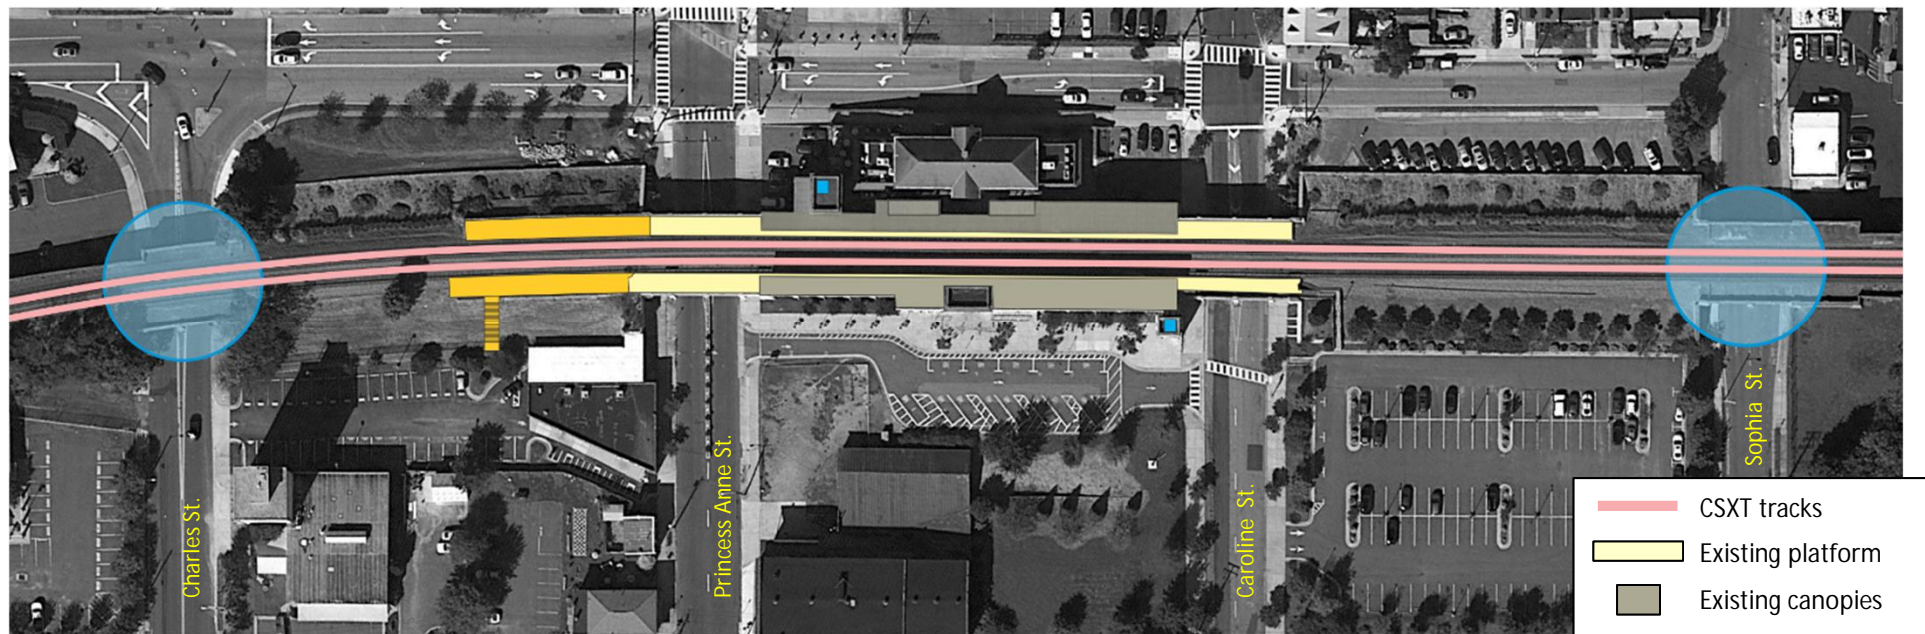 Charles St.
Princess Anne St.
Caroline St.
Sophia St.
CSXT tracks
Existing platform
Existing canopies